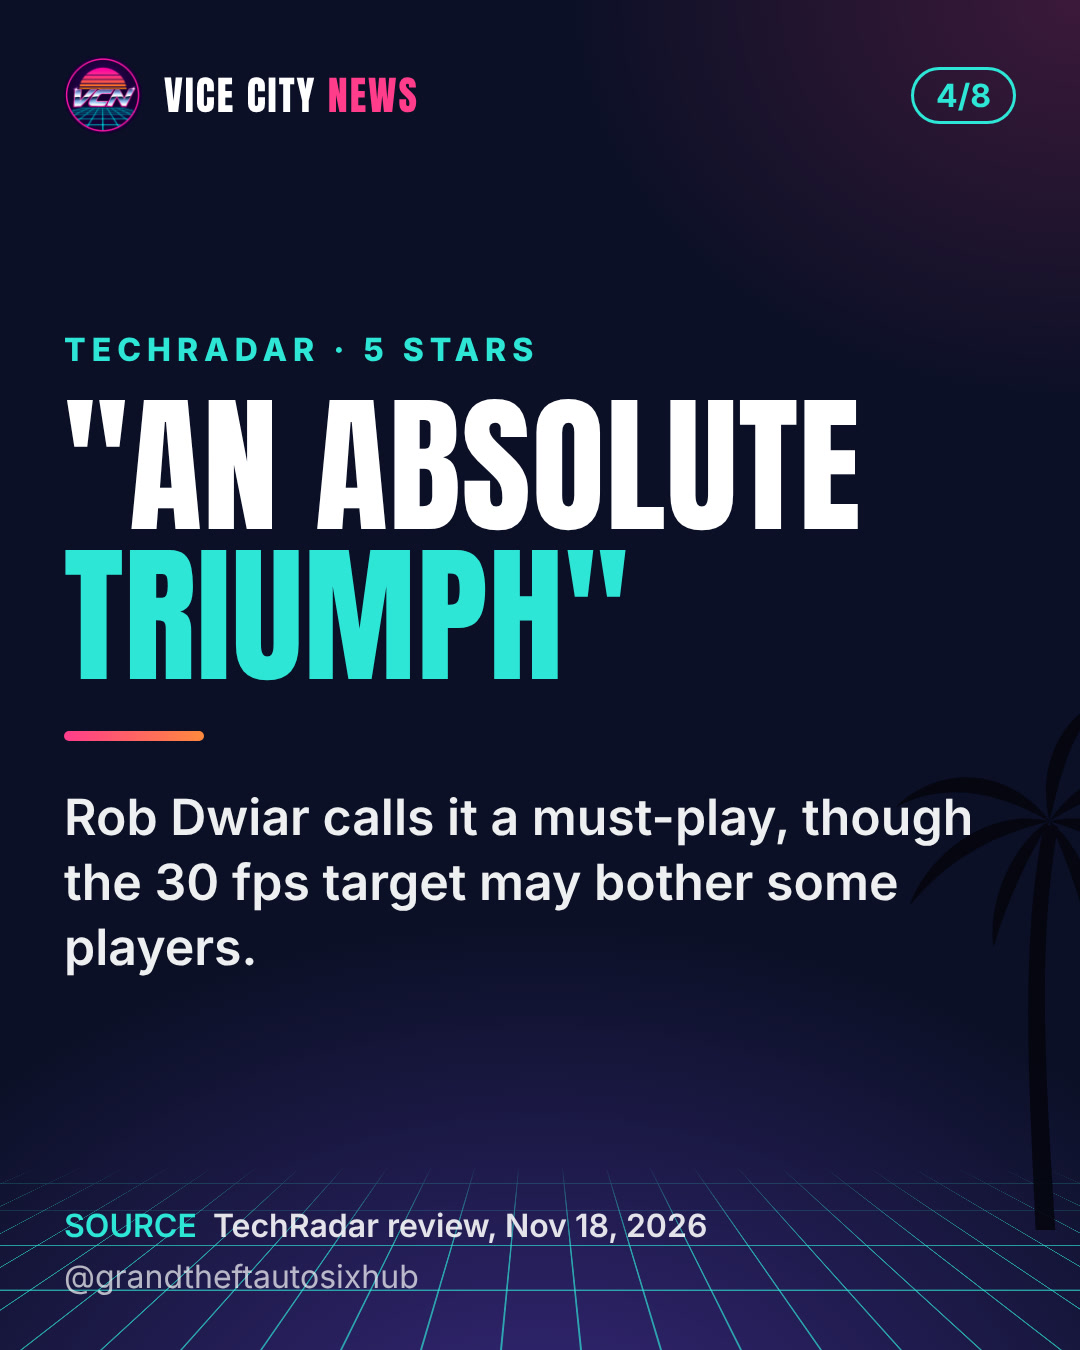 VCN
VICE CITY NEWS
4/8
TECHRADAR · 5 STARS
"AN ABSOLUTE
TRIUMPH"
Rob Dwiar calls it a must-play, though
the 30 fps target may bother some
players.
SOURCE TechRadar review, Nov 18, 2026
@grandtheftautosixhub